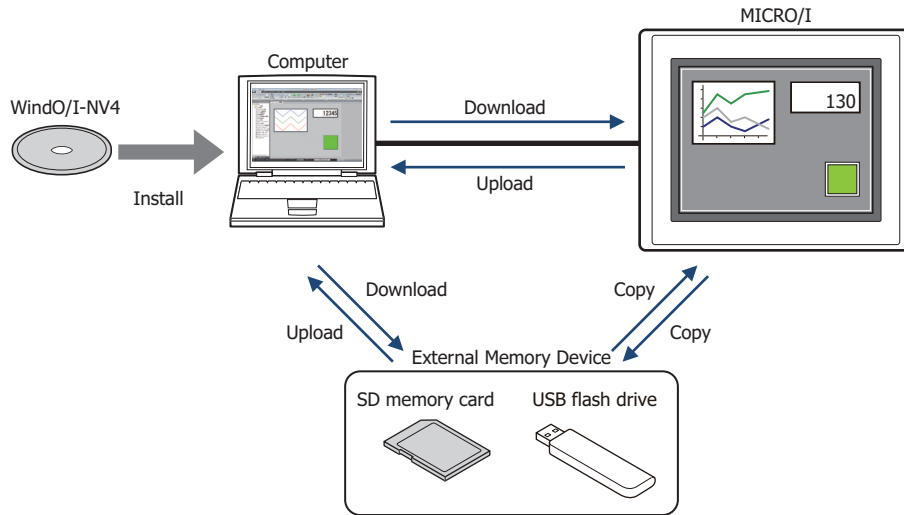 MICRO/I
Computer
WindO/I-NV4
Download
12345
130
Upload
Install
Download
Copy
Upload
Copy
External Memory Device
SD memory card
USB flash drive